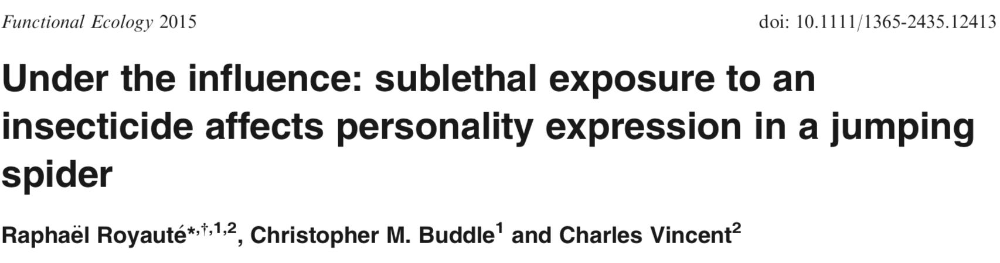 Functional Ecology 2015 doi: 10.1111/1365-2435.12413
Under the influence: sublethal exposure to an
insecticide affects personality expression in a jumping
spider
Raphaël Royauté*,†,1,2, Christopher M. Buddle1 and Charles Vincent2